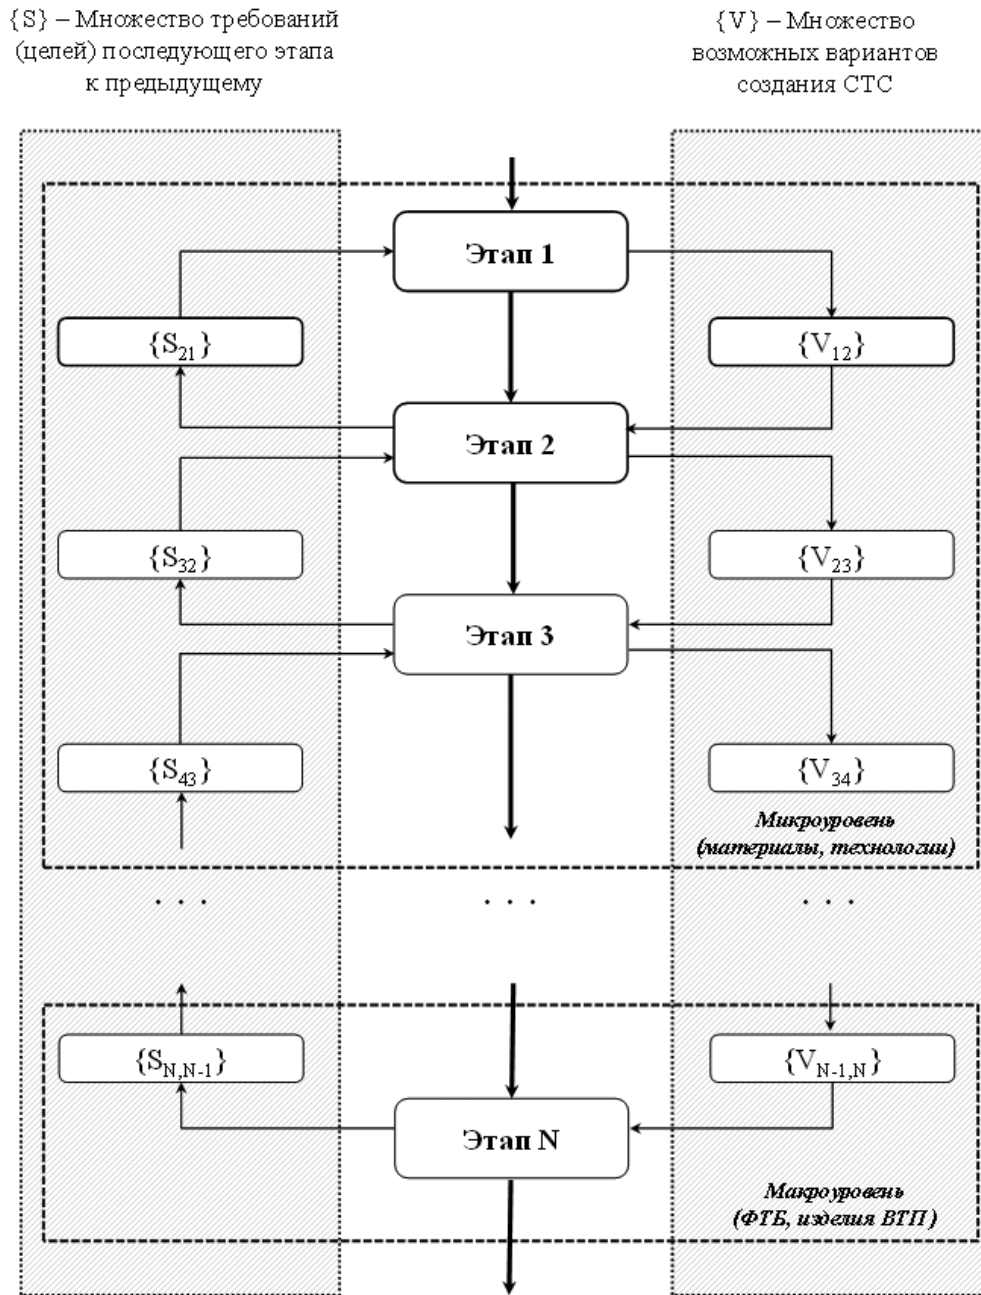 {S} – Множество требований
(целей) последующего этапа
к предыдущему
{V} – Множество
возможных вариантов
создания СТС
Этап 1
{S21}
{V12}
Этап 2
{S32}
{V23}
Этап 3
{S43}
{V34}
Микроуровень
(материалы, технологии)
. . .
. . .
. . .
{SN,N-1}
{VN-1,N}
Этап N
Макроуровень
(ФТБ, изделия ВТП)